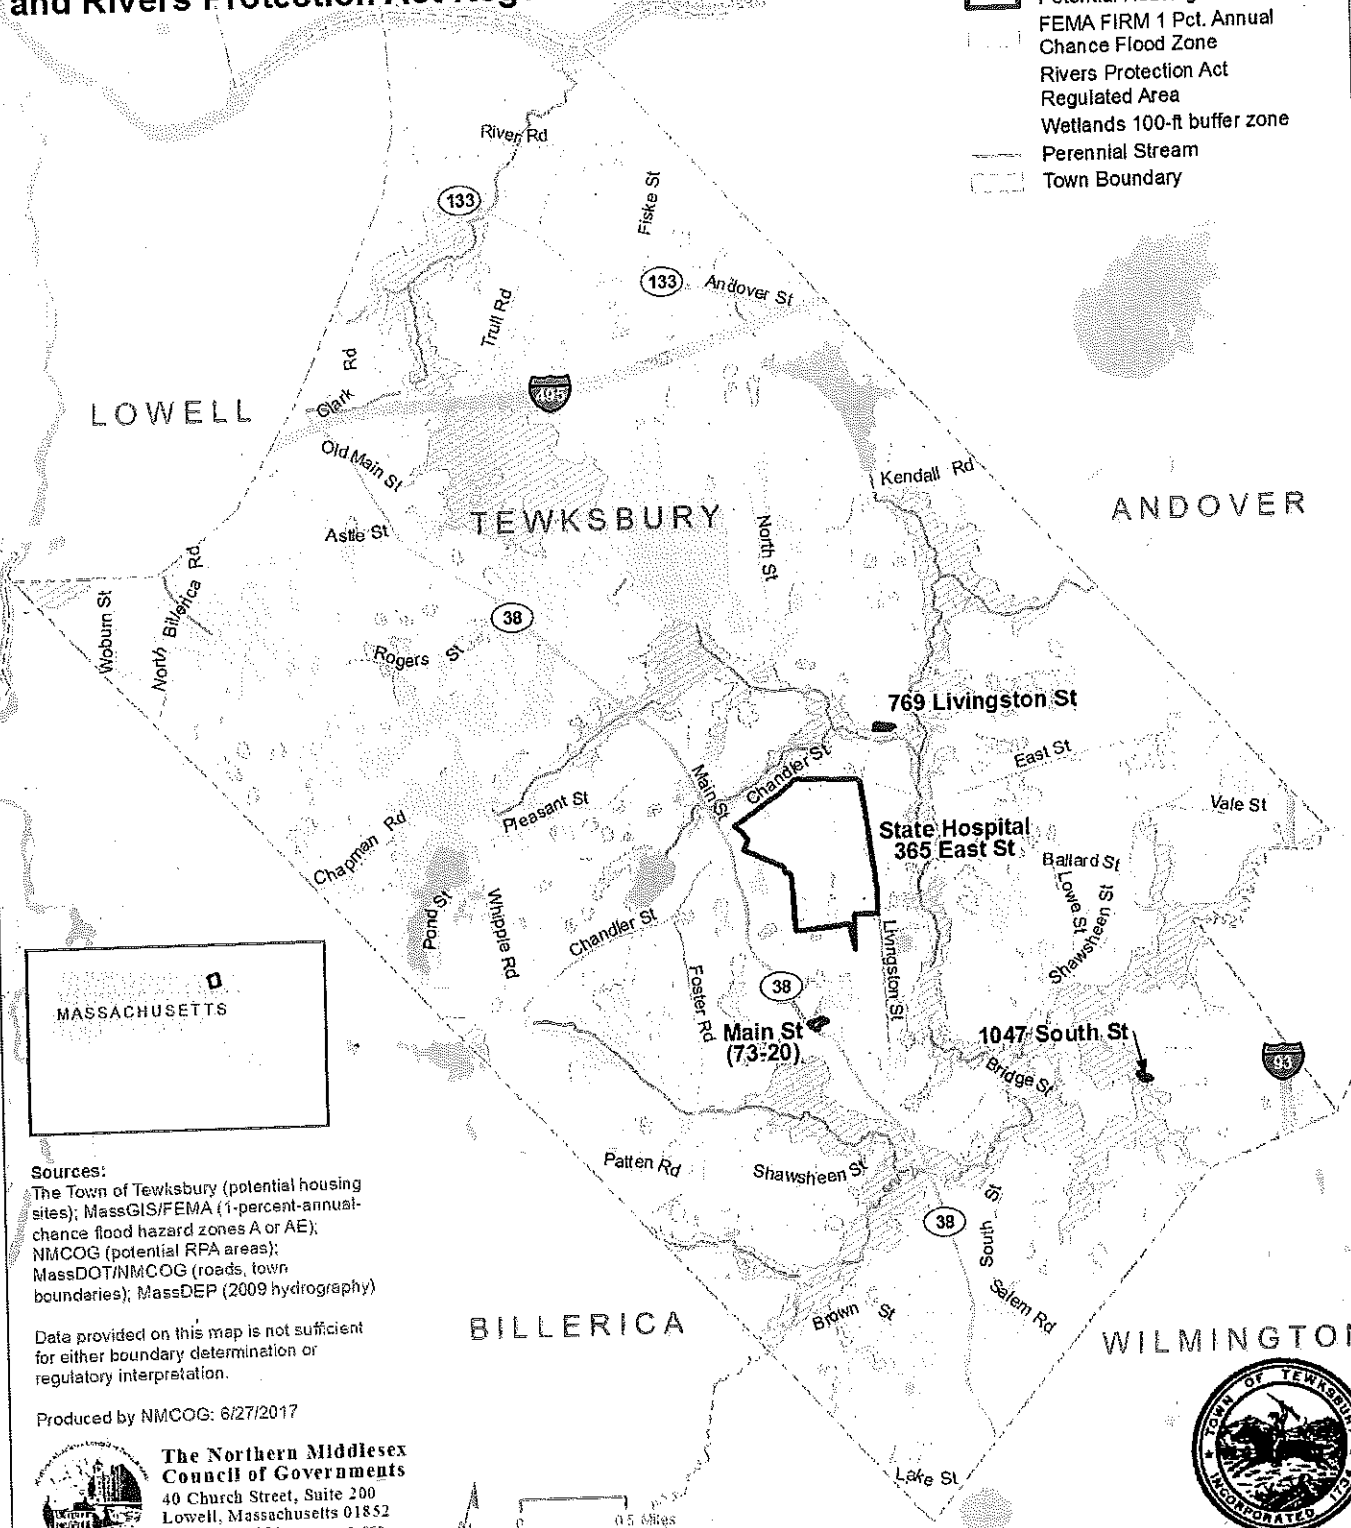 and Rivers Protection Act
FEMA FIRM 1 Pct. Annual
Chance Flood Zone
Rivers Protection Act
Regulated Area
Wetlands 100-ft buffer zone
Perennial Stream
Town Boundary
River Rd
133
Fiske St
133
Andover St
Trull Rd
Clark Rd
495
LOWELL
Old Main St
Kendall Rd
ANDOVER
TEWKSBURY
Astle St
North St
Woburn St
North Billerica Rd
38
Rogers St
769 Livingston St
East St
Chandler St
Main St
Pleasant St
Vale St
Chapman Rd
State Hospital
365 East St
Ballard St
Lowe St
Shawsheen St
Pond St
Whipple Rd
Chandler St
Livingston St
Foster Rd
38
MASSACHUSETTS
Main St
(73-20)
1047 South St
Bridge St
93
Patten Rd
Shawsheen St
38
South St
Salem Rd
Brown St
BILLERICA
WILMINGTON
Lake St
Sources:
The Town of Tewksbury (potential housing
sites); MassGIS/FEMA (1-percent-annual-
chance flood hazard zones A or AE);
NMCOG (potential RPA areas);
MassDOT/NMCOG (roads, town
boundaries); MassDEP (2009 hydrography)
Data provided on this map is not sufficient
for either boundary determination or
regulatory interpretation.
Produced by NMCOG: 6/27/2017
The Northern Middlesex
Council of Governments
40 Church Street, Suite 200
Lowell, Massachusetts 01852
0 0.5 Miles
TOWN OF TEWKSBURY
INCORPORATED 1734